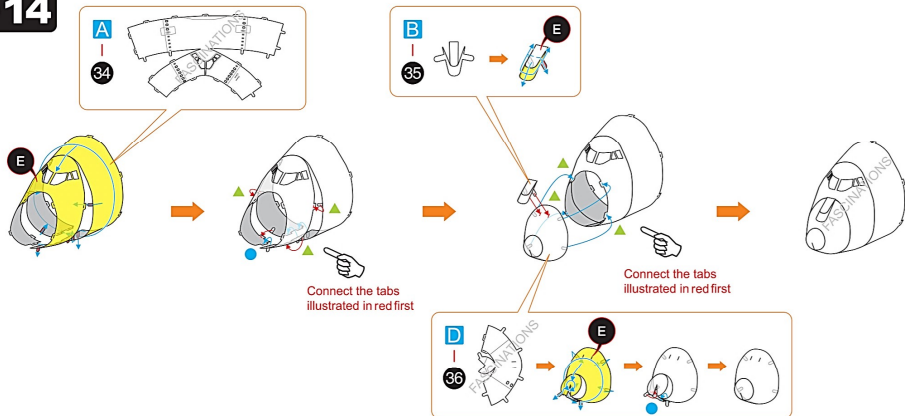 14
A
34
FASCINATIONS
B
35
E
E
FASCINATIONS
Connect the tabs
illustrated in red first
Connect the tabs
illustrated in red first
D
36
FASCINATIONS
E